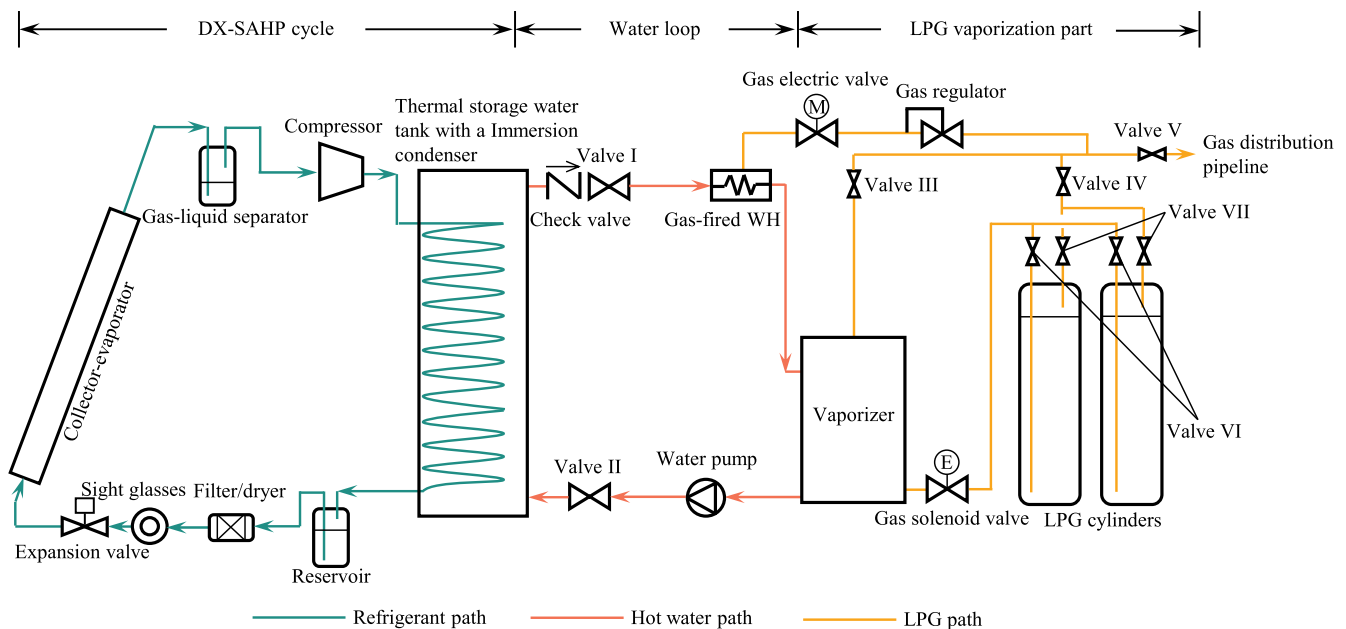 DX-SAHP cycle
Water loop
LPG vaporization part
Gas electric valve
M
Gas regulator
Thermal storage water
tank with a Immersion
condenser
Compressor
Valve I
Valve V
Gas distribution
pipeline
Valve III
Valve IV
Gas-liquid separator
Check valve
Gas-fired WH
Valve VII
Collector-evaporator
Vaporizer
Valve VI
Valve II
Water pump
E
Sight glasses
Filter/dryer
Gas solenoid valve
LPG cylinders
Expansion valve
Reservoir
Refrigerant path
Hot water path
LPG path